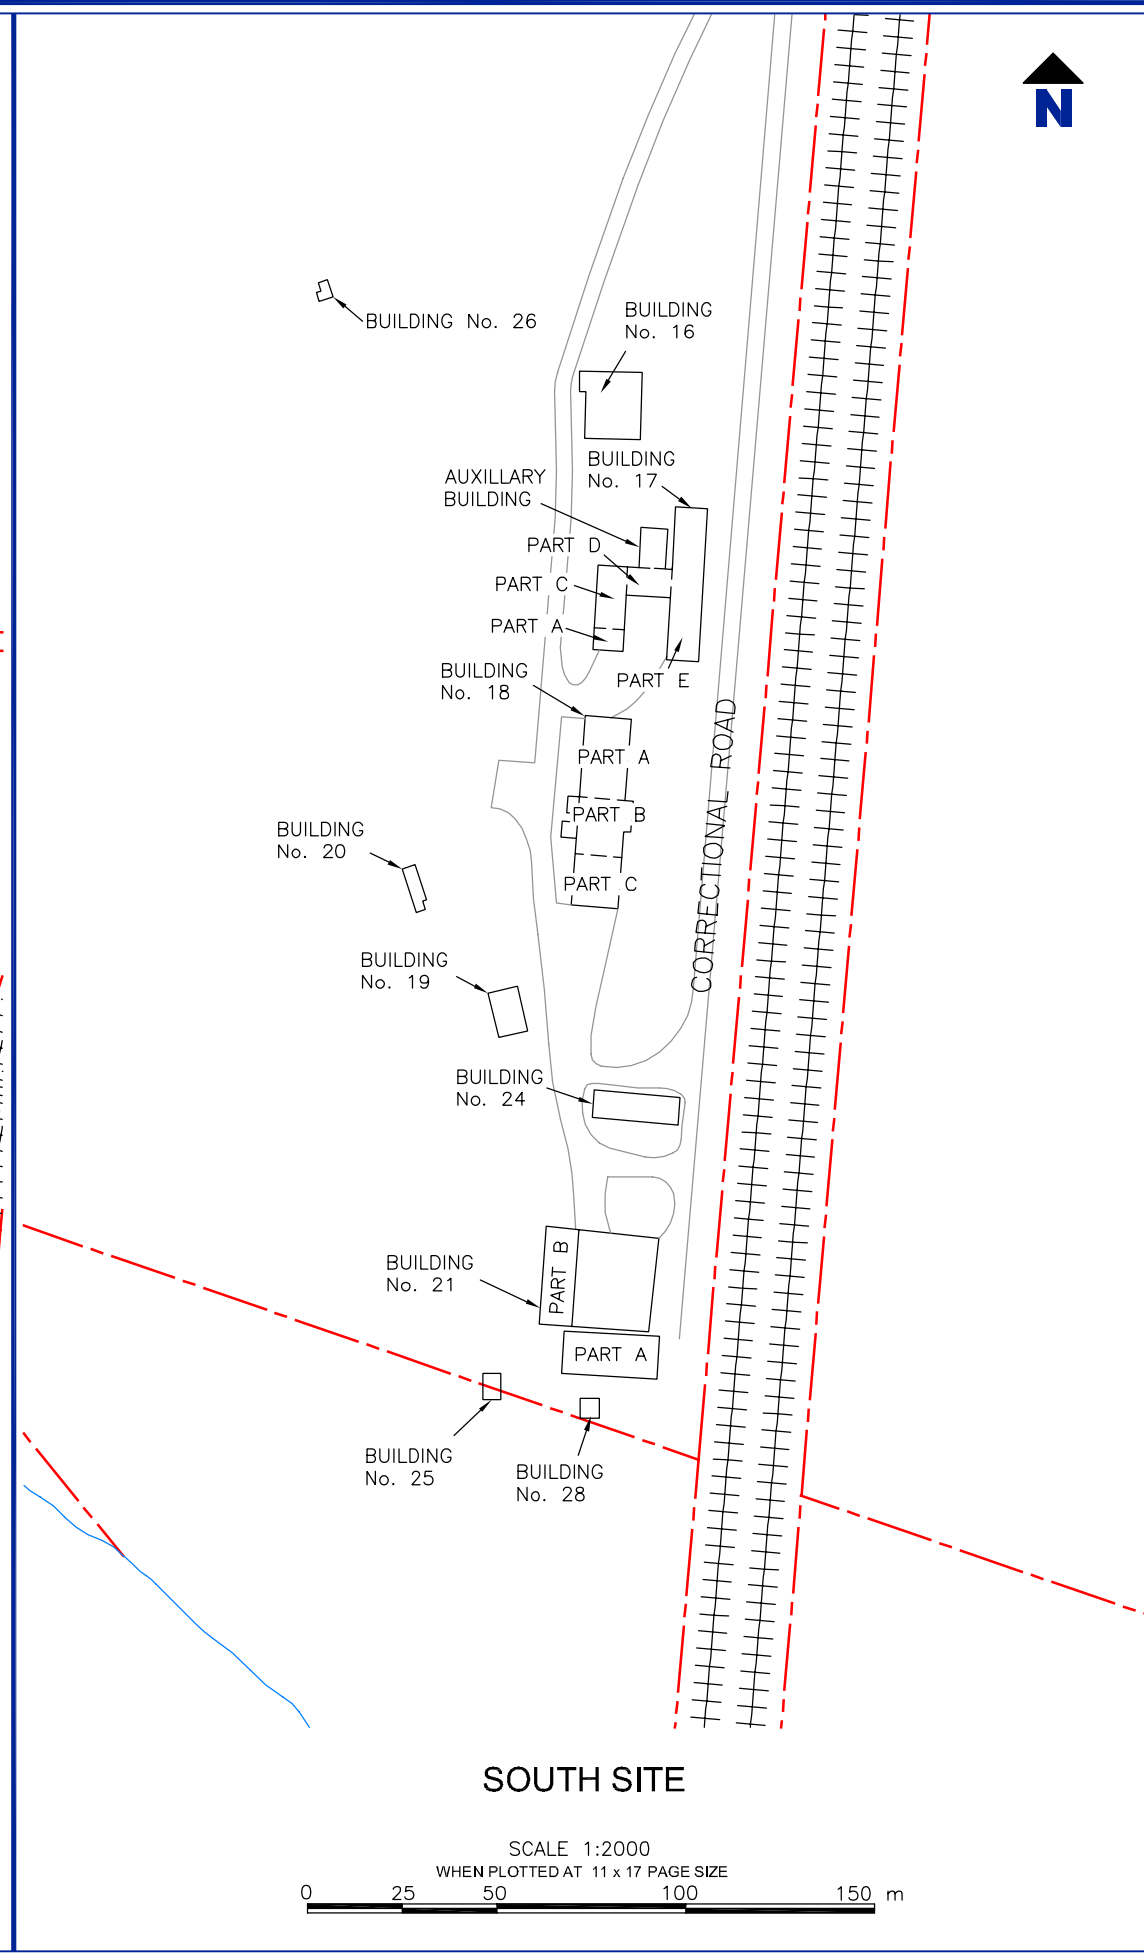 N
BUILDING No. 26
BUILDING
No. 16
BUILDING
No. 17
AUXILLARY
BUILDING
PART D
PART C
PART A
PART E
BUILDING
No. 18
PART A
PART B
PART C
CORRECTIONAL ROAD
BUILDING
No. 20
BUILDING
No. 19
BUILDING
No. 24
BUILDING
No. 21
PART B
PART A
BUILDING
No. 25
BUILDING
No. 28
SOUTH SITE
SCALE 1:2000
WHEN PLOTTED AT 11 x 17 PAGE SIZE
0 25 50 100 150 m